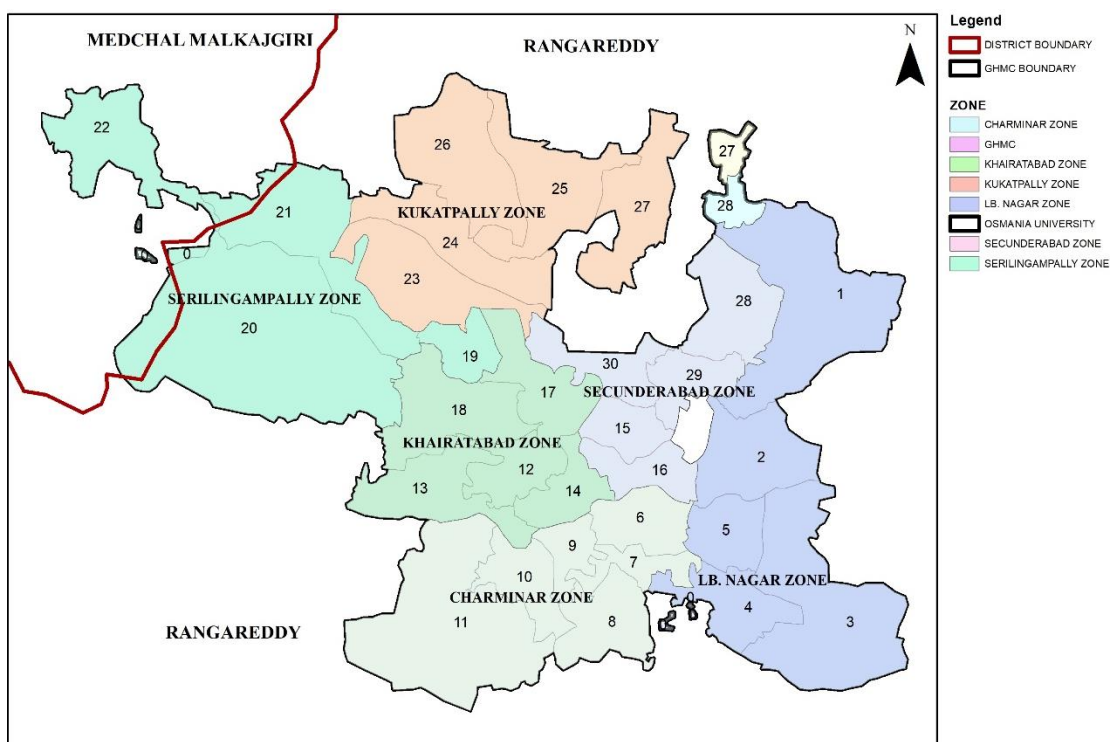 MEDCHAL MALKAJGIRI
RANGAREDDY
N
22
26
27
25
27
28
21
KUKATPALLY ZONE
24
0
23
28
1
SERILINGAMPALLY ZONE
20
19
30
29
17
SECUNDERABAD ZONE
18
15
KHAIRATABAD ZONE
2
12
16
13
14
6
5
9
7
10
LB. NAGAR ZONE
CHARMINAR ZONE
4
11
8
3
RANGAREDDY
Legend
DISTRICT BOUNDARY
GHMC BOUNDARY
ZONE
CHARMINAR ZONE
GHMC
KHAIRATABAD ZONE
KUKATPALLY ZONE
LB. NAGAR ZONE
OSMANIA UNIVERSITY
SECUNDERABAD ZONE
SERILINGAMPALLY ZONE